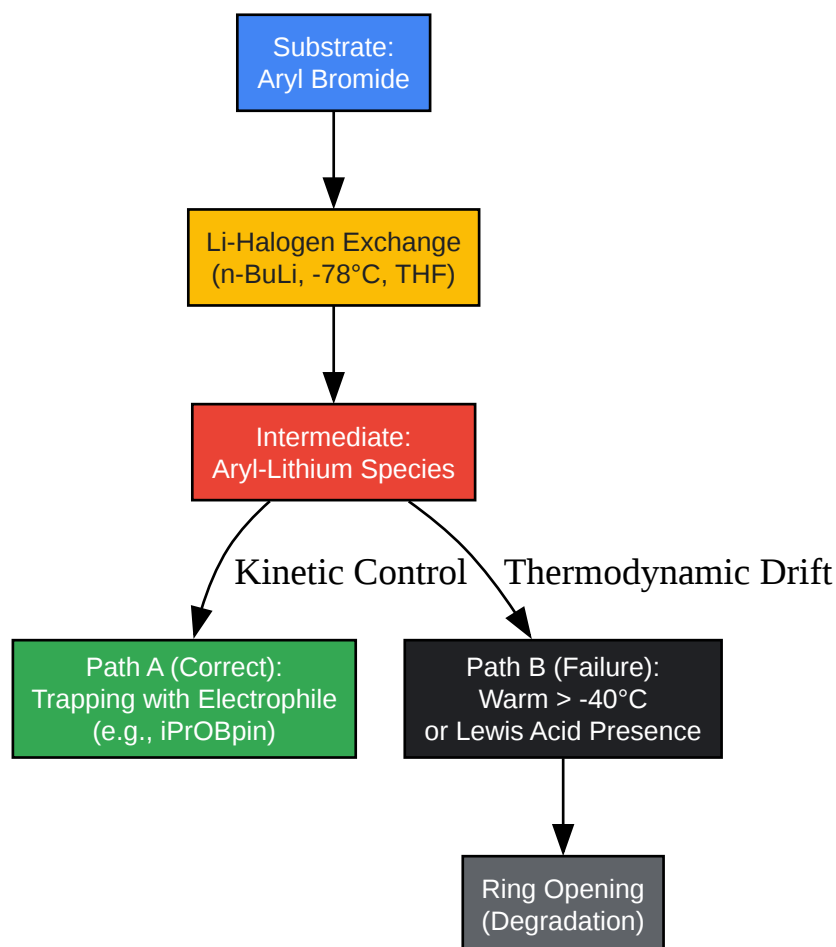 Substrate:
Aryl Bromide
Li-Halogen Exchange
(n-BuLi, -78°C, THF)
Intermediate:
Aryl-Lithium Species
Kinetic Control
Thermodynamic Drift
Path A (Correct):
Trapping with Electrophile
(e.g., iPrOBpin)
Path B (Failure):
Warm > -40°C
or Lewis Acid Presence
Ring Opening
(Degradation)